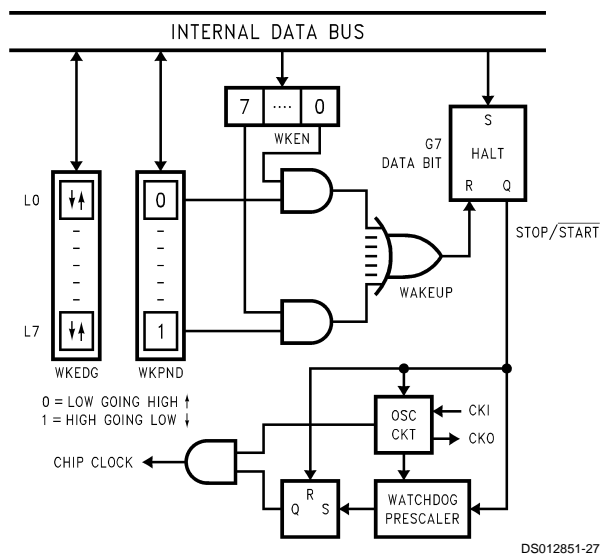 INTERNAL DATA BUS
7 .... 0
WKEN
G7
DATA BIT
S
HALT
R Q
STOP/START
L0
0
L7
1
WKEDG
WKPND
WAKEUP
0 = LOW GOING HIGH ↑
1 = HIGH GOING LOW ↓
OSC
CKT
CKI
CKO
CHIP CLOCK
R
Q S
WATCHDOG
PRESCALER
DS012851-27